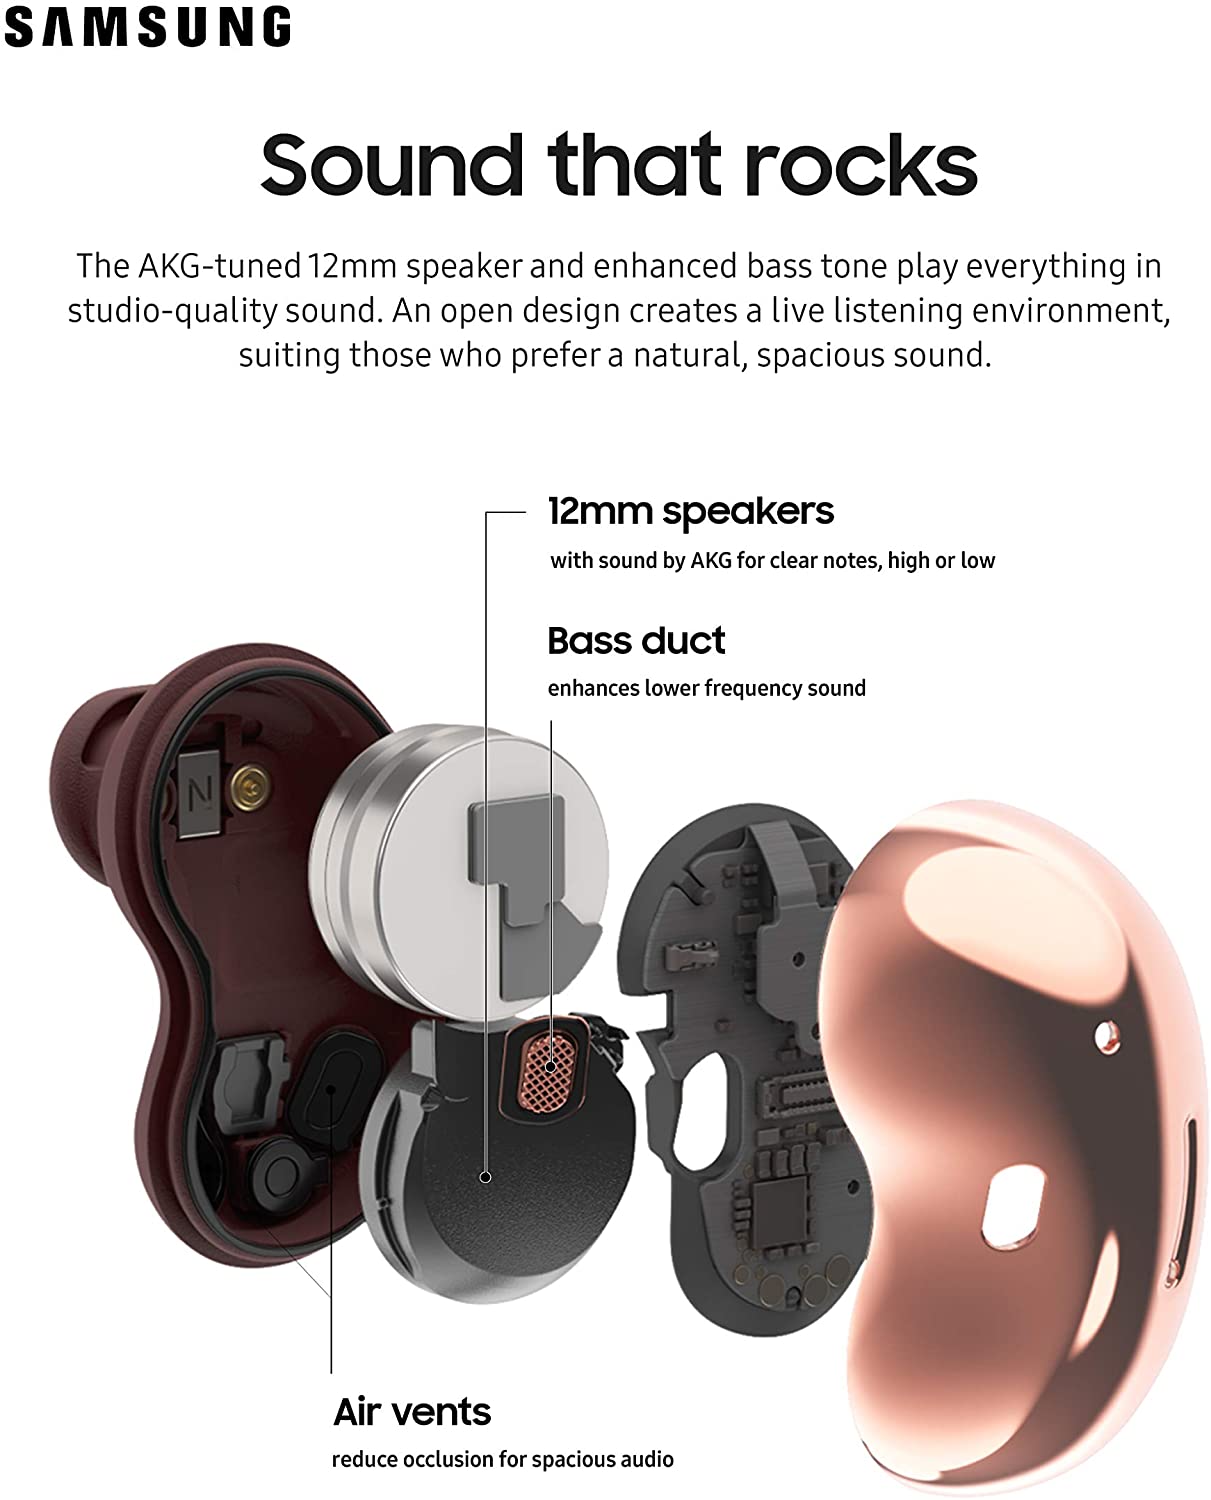 SAMSUNG
Sound that rocks
The AKG-tuned 12mm speaker and enhanced bass tone play everything in
studio-quality sound. An open design creates a live listening environment,
suiting those who prefer a natural, spacious sound.
12mm speakers
with sound by AKG for clear notes, high or low
Bass duct
enhances lower frequency sound
N
Air vents
reduce occlusion for spacious audio